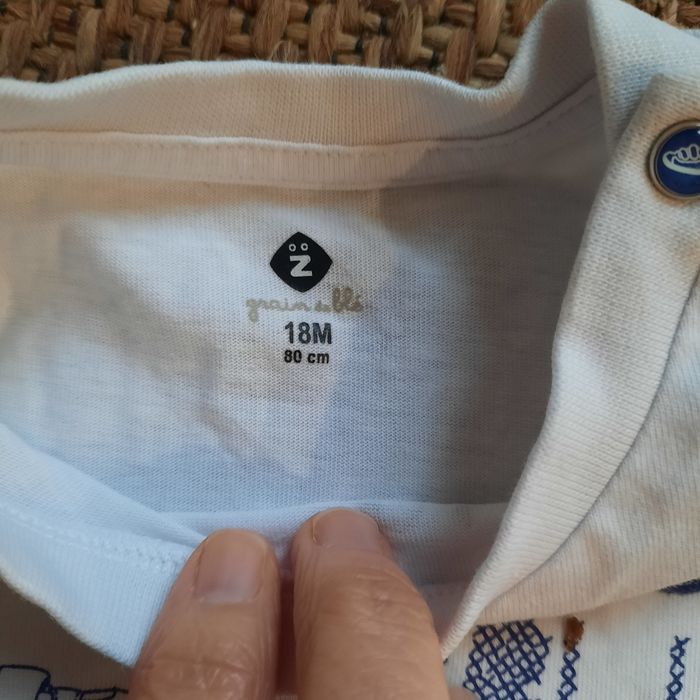 Z
grain de blé
18M
80 cm